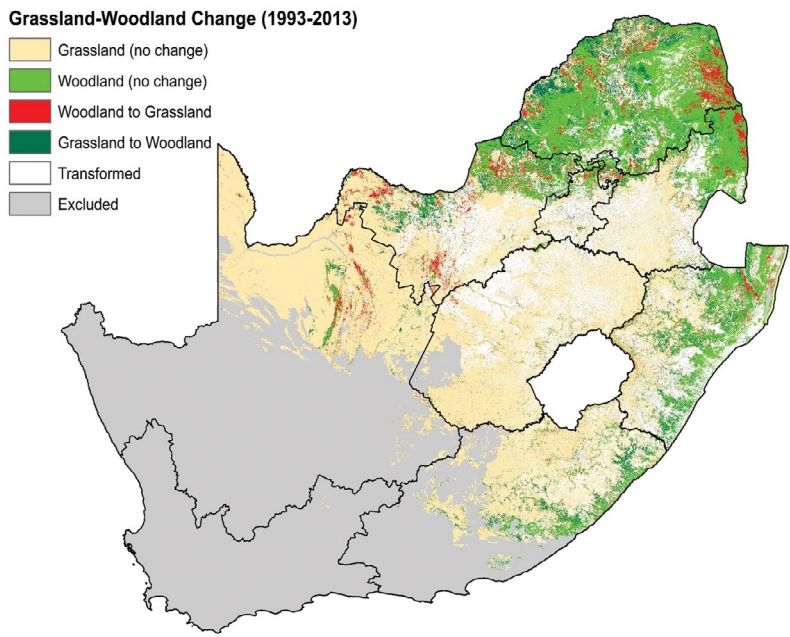 Grassland-Woodland Change (1993-2013)
Grassland (no change)
Woodland (no change)
Woodland to Grassland
Grassland to Woodland
Transformed
Excluded